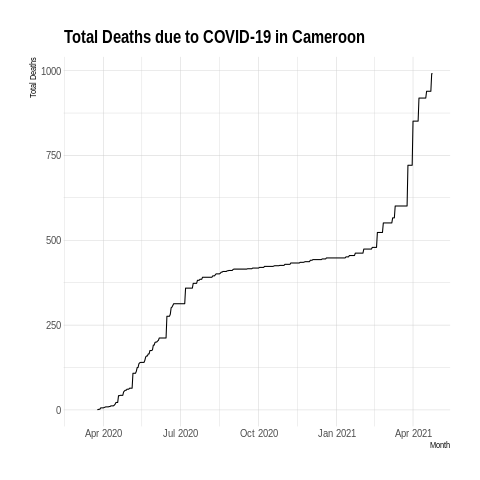 Total Deaths due to COVID-19 in Cameroon
Total Deaths
1000
750
500
250
0
Apr 2020 Jul 2020 Oct 2020 Jan 2021 Apr 2021
Month